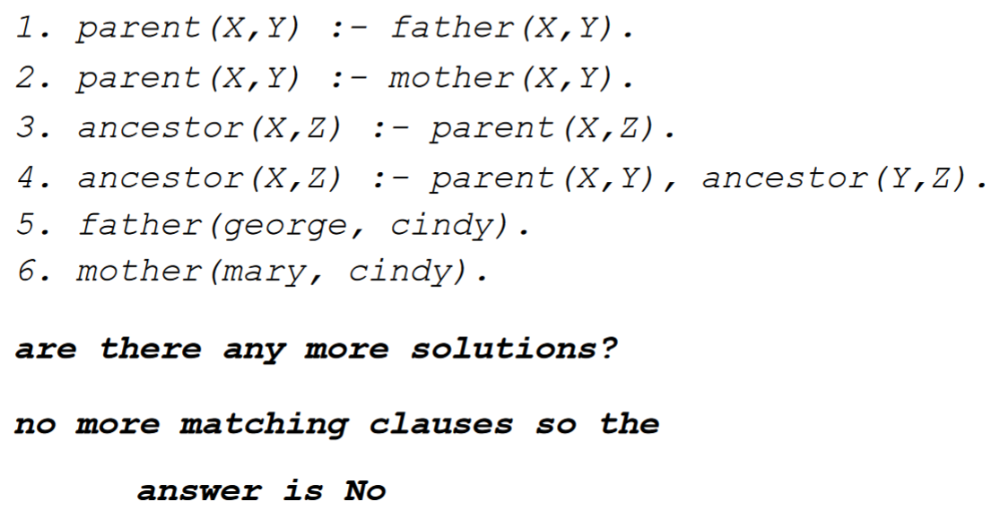 1. parent(X,Y) :- father(X,Y).
2. parent(X,Y) :- mother(X,Y).
3. ancestor(X,Z) :- parent(X,Z).
4. ancestor(X,Z) :- parent(X,Y), ancestor(Y,Z).
5. father(george, cindy).
6. mother(mary, cindy).
are there any more solutions?
no more matching clauses so the
answer is No